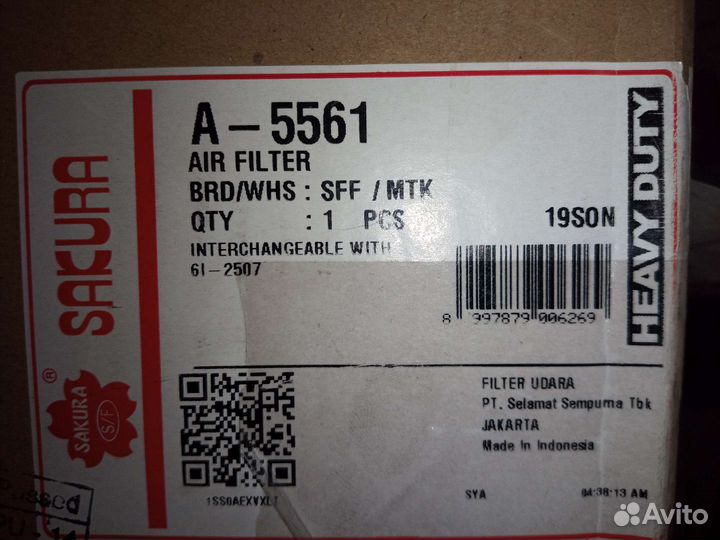 A-5561
AIR FILTER
BRD/WHS : SFF / MTK
QTY : 1 PCS
19SON
INTERCHANGEABLE WITH
6I-2507
8 997879 006269
HEAVY DUTY
SAKURA
®
SAKURA
S/F
FILTER UDARA
PT. Selamat Sempurna Tbk
JAKARTA
Made In Indonesia
SYA
04:38:13 AM
Avito